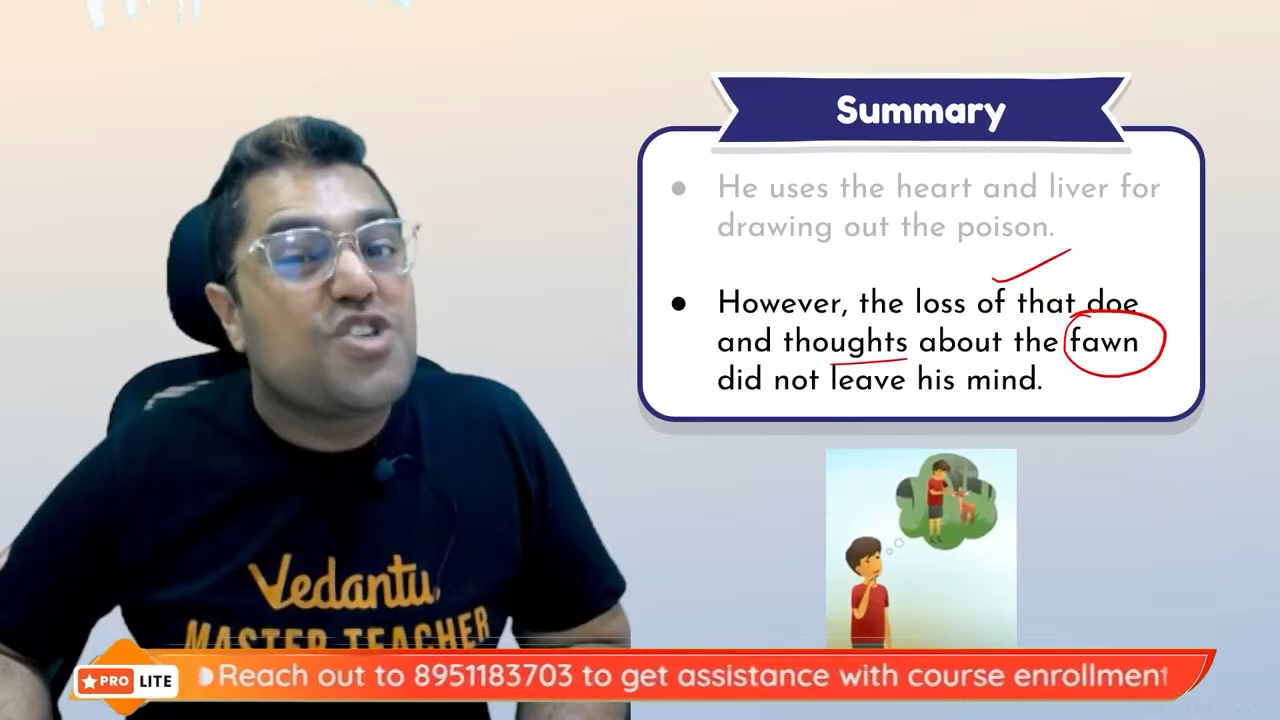 Summary
He uses the heart and liver for
drawing out the poison.
However, the loss of that doe
and thoughts about the fawn
did not leave his mind.
Vedantu
MASTER TEACHER
PRO LITE
Reach out to 8951183703 to get assistance with course enrollment